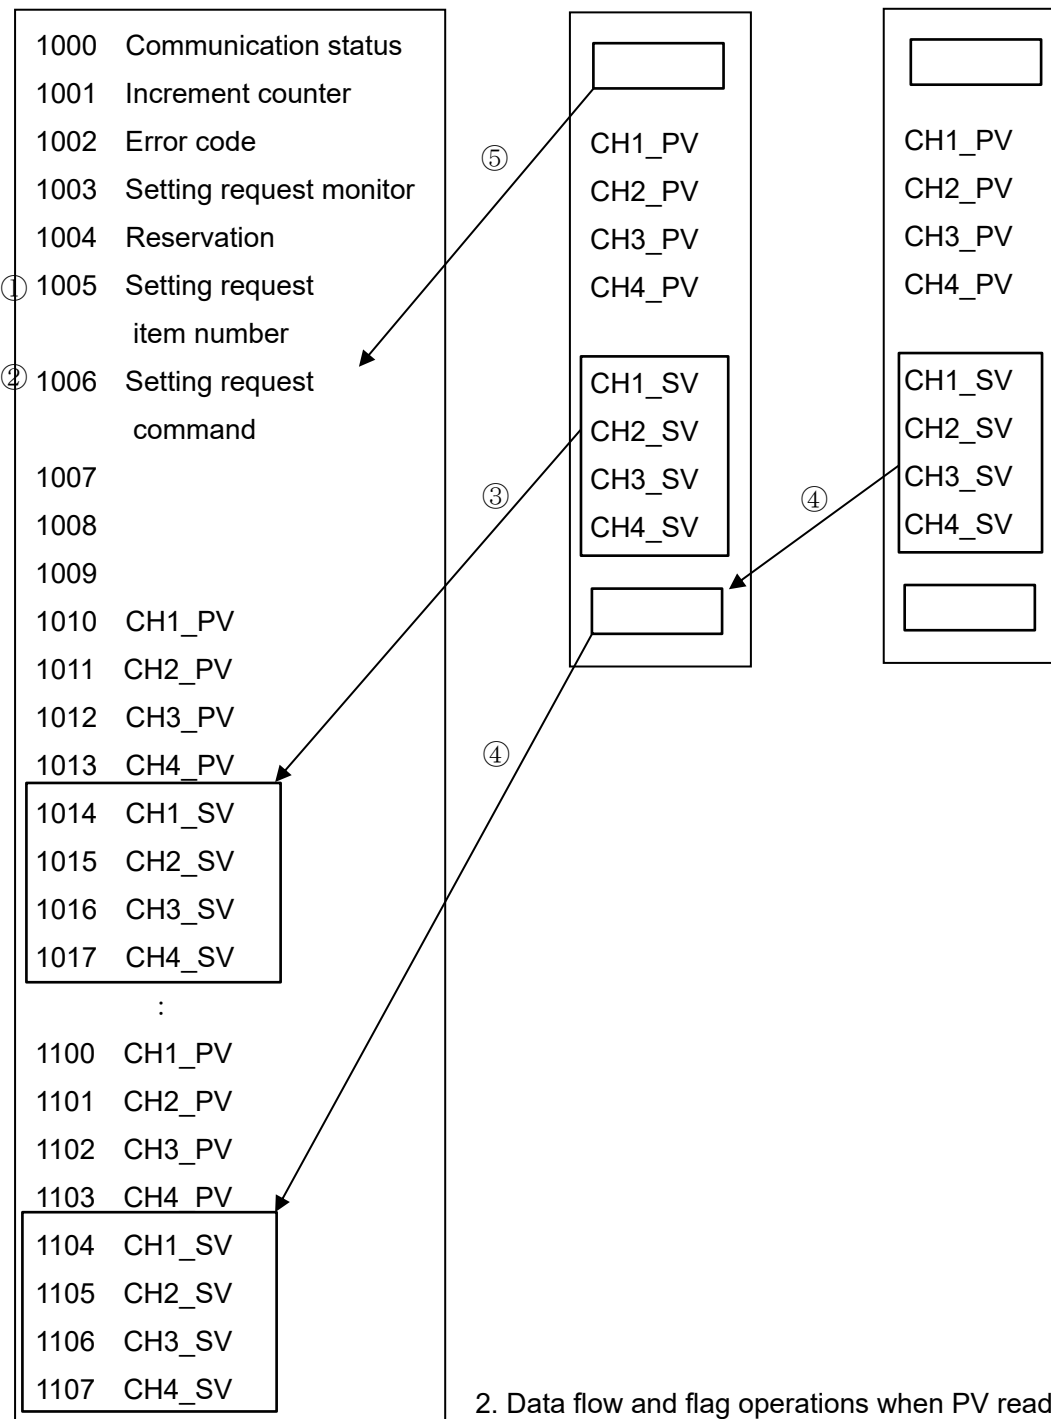 1000 Communication status
1001 Increment counter
1002 Error code
1003 Setting request monitor
1004 Reservation
① 1005 Setting request
item number
② 1006 Setting request
command
1007
1008
1009
1010 CH1_PV
1011 CH2_PV
1012 CH3_PV
1013 CH4_PV
1014 CH1_SV
1015 CH2_SV
1016 CH3_SV
1017 CH4_SV
:
1100 CH1_PV
1101 CH2_PV
1102 CH3_PV
1103 CH4_PV
1104 CH1_SV
1105 CH2_SV
1106 CH3_SV
1107 CH4_SV
⑤
③
④
CH1_PV
CH2_PV
CH3_PV
CH4_PV
CH1_SV
CH2_SV
CH3_SV
CH4_SV
④
CH1_PV
CH2_PV
CH3_PV
CH4_PV
CH1_SV
CH2_SV
CH3_SV
CH4_SV
2. Data flow and flag operations when PV read